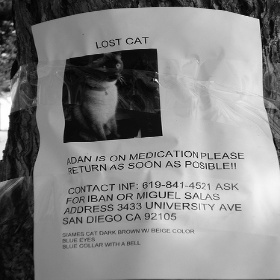 LOST CAT
ADAN IS ON MEDICATION PLEASE
RETURN AS SOON AS POSIBLE!!
CONTACT INF: 619-841-4521 ASK
FOR IBAN OR MIGUEL SALAS
ADDRESS 3433 UNIVERSITY AVE
SAN DIEGO CA 92105
SIAMES CAT DARK BROWN W/ BEIGE COLOR
BLUE EYES
BLUE COLLAR WITH A BELL